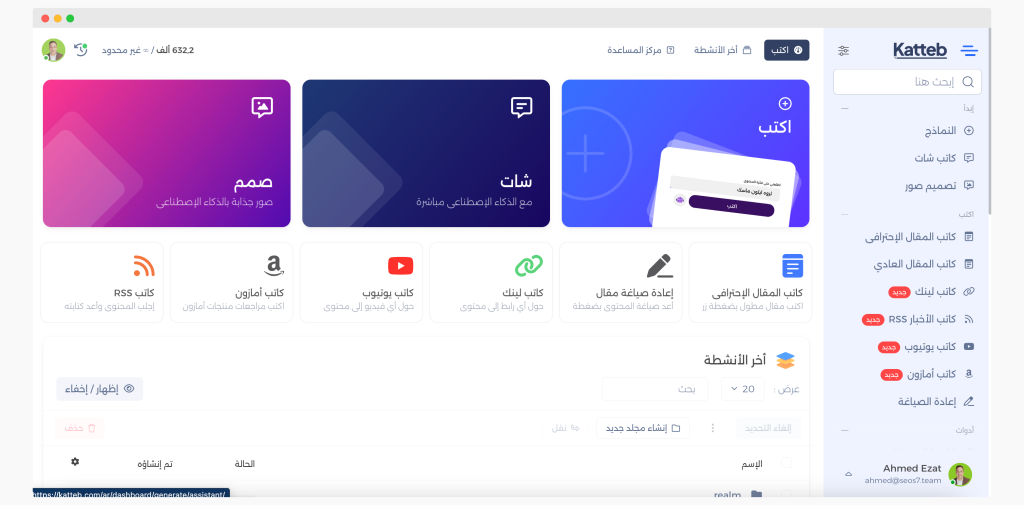 Katteb
إبحث هنا
إبدأ
النماذج
كاتب شات
تصميم صور
اكتب
كاتب المقال الإحترافي
كاتب المقال العادي
كاتب لينك جديد
كاتب الأخبار RSS جديد
كاتب يوتيوب جديد
كاتب أمازون جديد
إعادة الصياغة
أدوات
Ahmed Ezat
ahmed@seos7.team
اكتب
أخر الأنشطة
مركز المساعدة
632,2 ألف / ∞ غير محدود
اكتب
اكتب
شات
مع الذكاء الإصطناعي مباشرة
صمم
صور جذابة بالذكاء الإصطناعي
كاتب المقال الإحترافي
اكتب مقال مطول بضغطة زر
إعادة صياغة مقال
أعد صياغة المحتوى بضغطة
كاتب لينك
حول أي رابط إلى محتوى
كاتب يوتيوب
حول أي فيديو إلى محتوى
كاتب أمازون
اكتب مراجعات منتجات أمازون
كاتب RSS
إجلب المحتوى وأعد كتابته
أخر الأنشطة
عرض : 20
بحث
إظهار / إخفاء
إلغاء التحديد
إنشاء مجلد جديد
نقل
حذف
الإسم
الحالة
تم إنشاؤه
realm
https://katteb.com/ar/dashboard/generate/assistant/